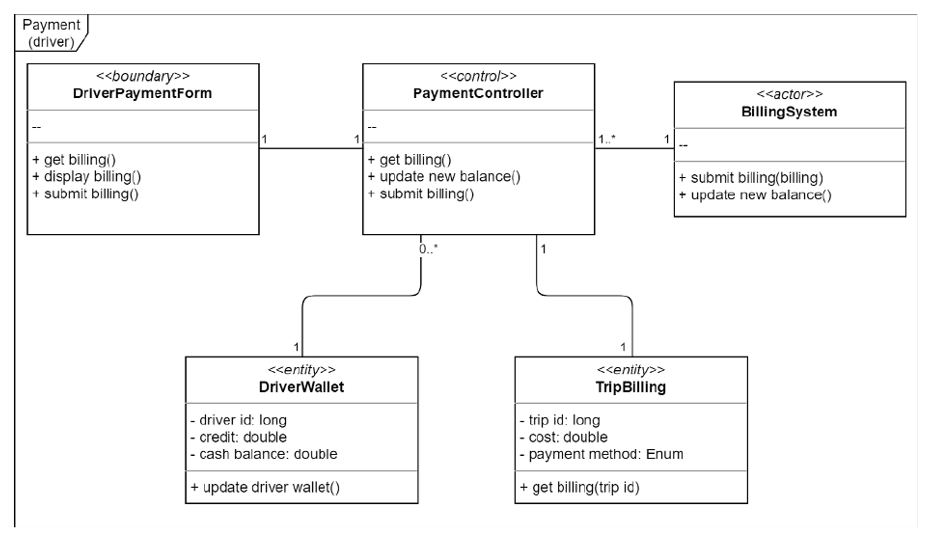 Payment
(driver)
<<boundary>>
DriverPaymentForm
--
+ get billing()
+ display billing()
+ submit billing()
1
1
<<control>>
PaymentController
--
+ get billing()
+ update new balance()
+ submit billing()
1..*
1
<<actor>>
BillingSystem
--
+ submit billing(billing)
+ update new balance()
0..*
1
1
1
<<entity>>
DriverWallet
- driver id: long
- credit: double
- cash balance: double
+ update driver wallet()
<<entity>>
TripBilling
- trip id: long
- cost: double
- payment method: Enum
+ get billing(trip id)